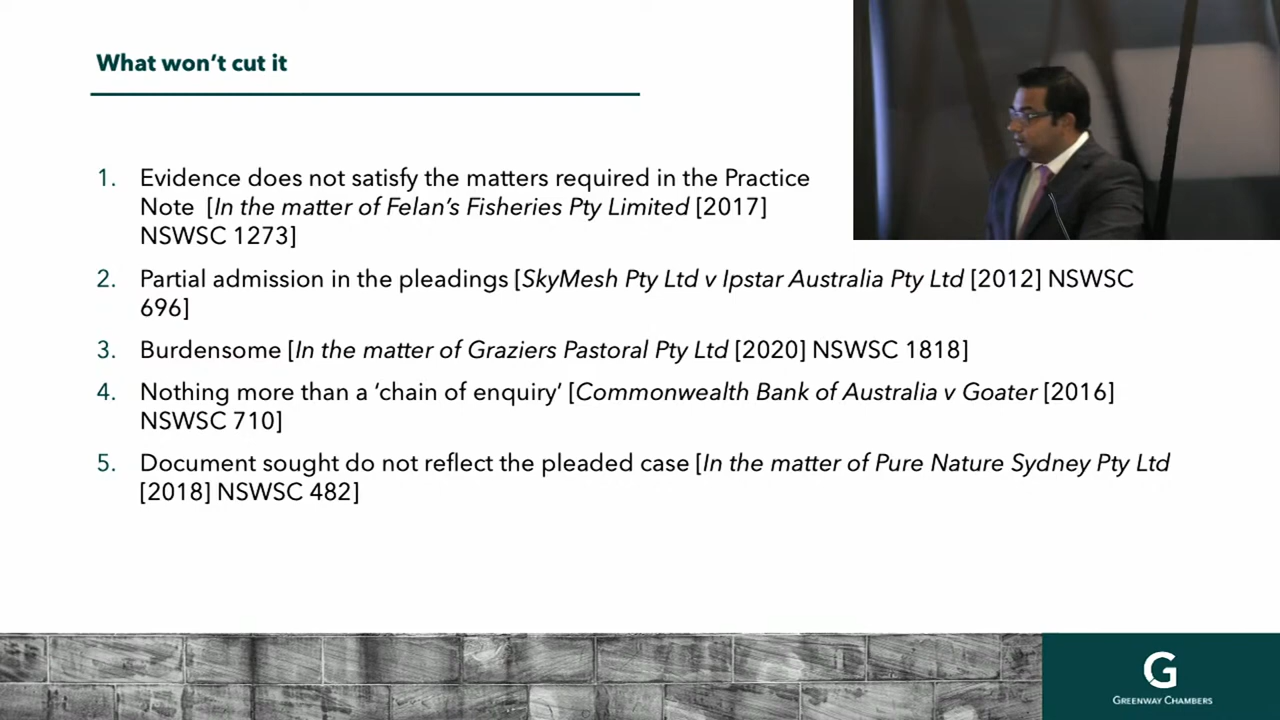 What won't cut it
1. Evidence does not satisfy the matters required in the Practice
Note [In the matter of Felan's Fisheries Pty Limited [2017]
NSWSC 1273]
2. Partial admission in the pleadings [SkyMesh Pty Ltd v Ipstar Australia Pty Ltd [2012] NSWSC
696]
3. Burdensome [In the matter of Graziers Pastoral Pty Ltd [2020] NSWSC 1818]
4. Nothing more than a 'chain of enquiry' [Commonwealth Bank of Australia v Goater [2016]
NSWSC 710]
5. Document sought do not reflect the pleaded case [In the matter of Pure Nature Sydney Pty Ltd
[2018] NSWSC 482]
G
GREENWAY CHAMBERS